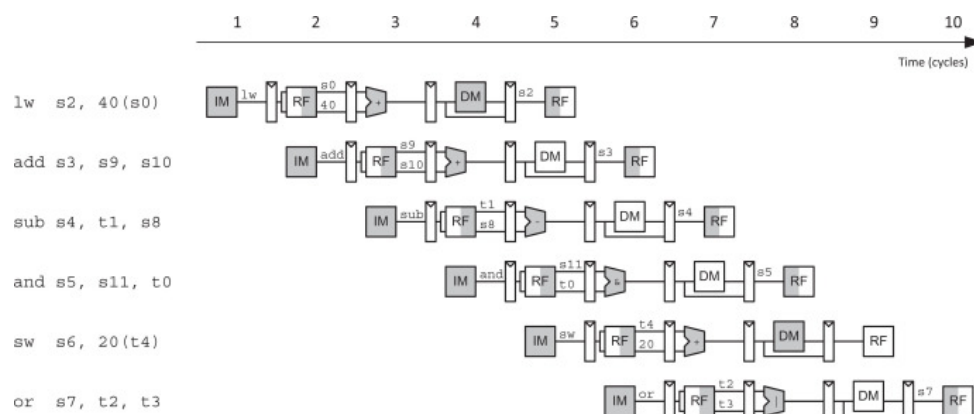 1 2 3 4 5 6 7 8 9 10
Time (cycles)
lw s2, 40(s0) IM lw RF s0 40 + DM s2 RF
add s3, s9, s10 IM add RF s9 s10 + DM s3 RF
sub s4, t1, s8 IM sub RF t1 s8 - DM s4 RF
and s5, s11, t0 IM and RF s11 t0 & DM s5 RF
sw s6, 20(t4) IM sw RF t4 20 + DM RF
or s7, t2, t3 IM or RF t2 t3 | DM s7 RF